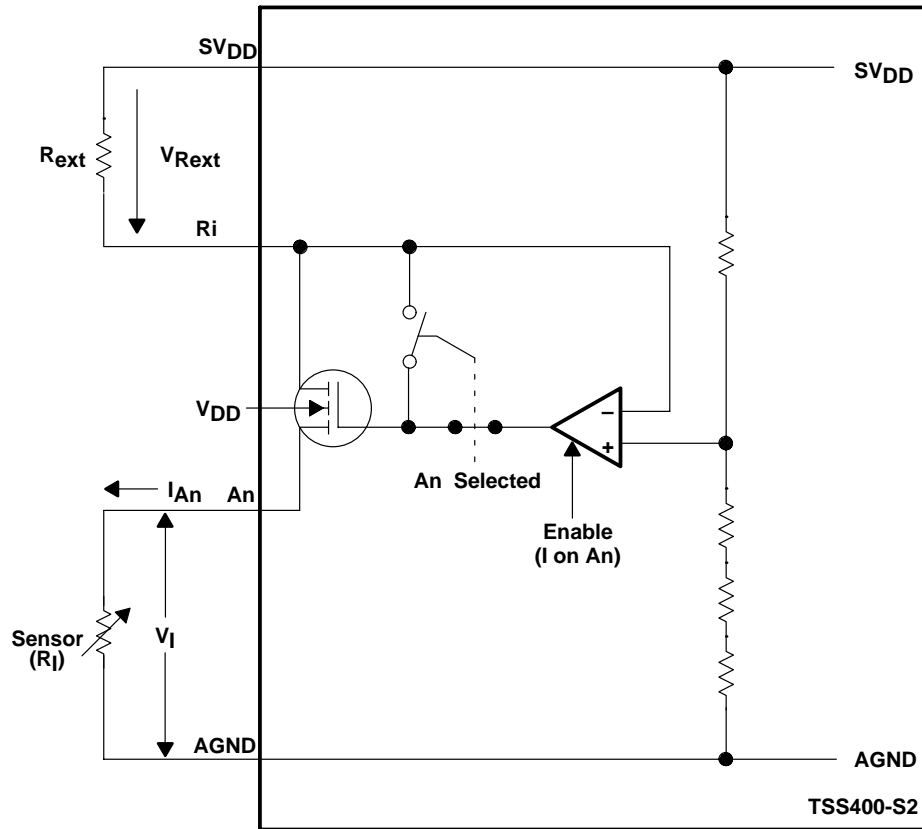 SVDD
SVDD
Rext
VRext
Ri
VDD
−
+
An Selected
IAn
An
Enable
(I on An)
Sensor
(RI)
VI
AGND
AGND
TSS400-S2